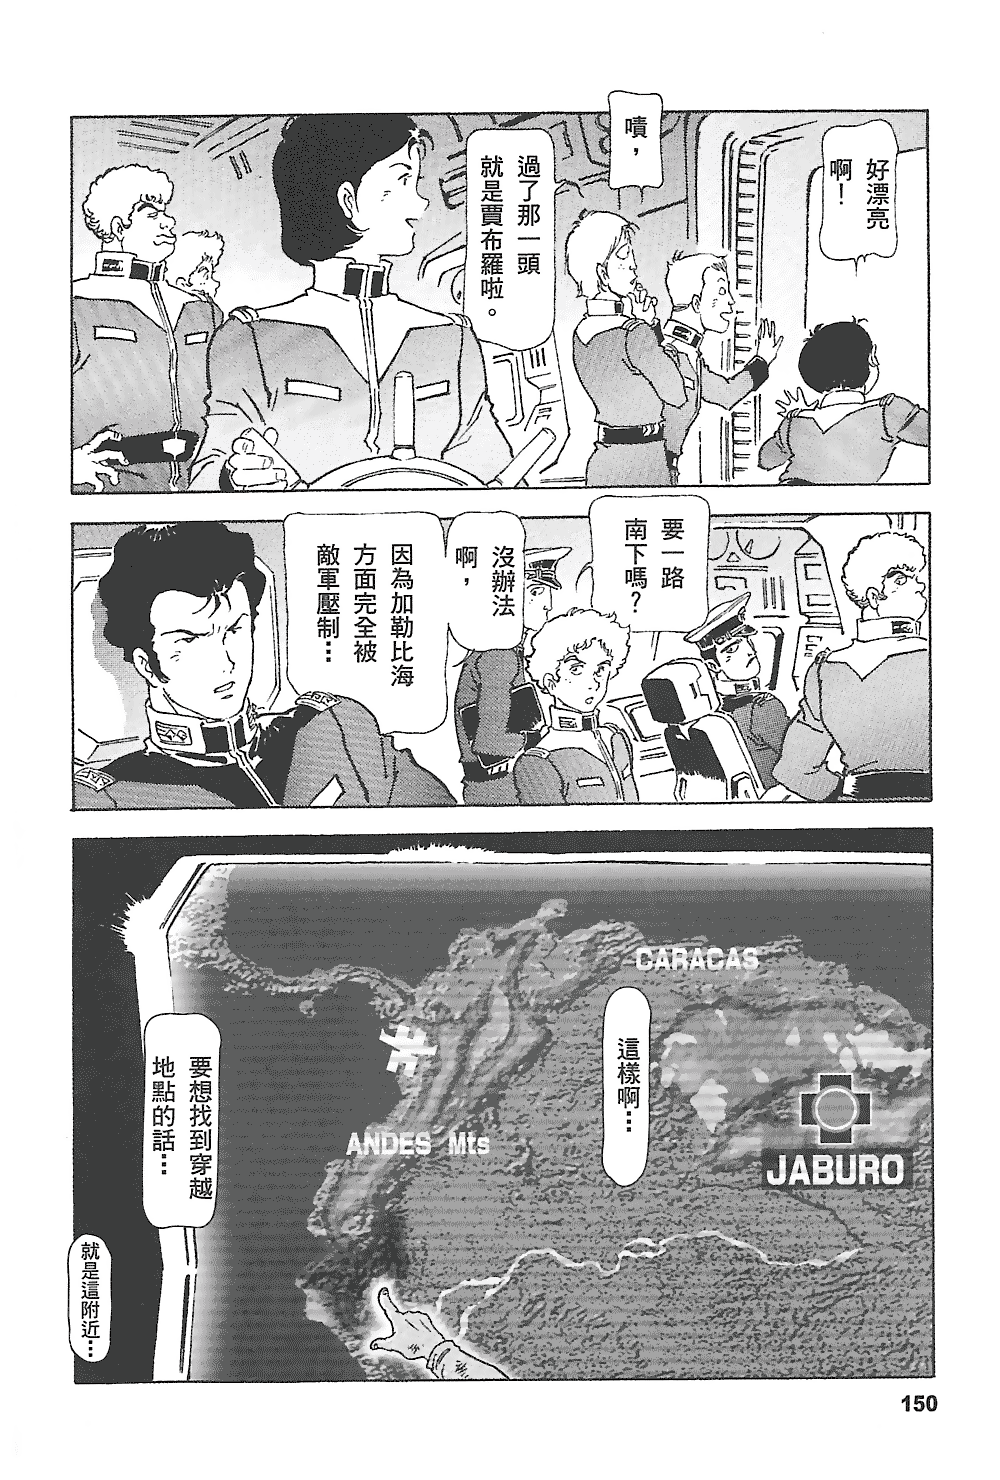 好漂亮
啊！
嘖，
過了那一頭
就是賈布羅啦。
要一路
南下嗎？
沒辦法
啊，
因為加勒比海
方面完全被
敵軍壓制…
CARACAS
這樣啊…
JABURO
ANDES Mts
要想找到穿越
地點的話…
就是這附近…
150